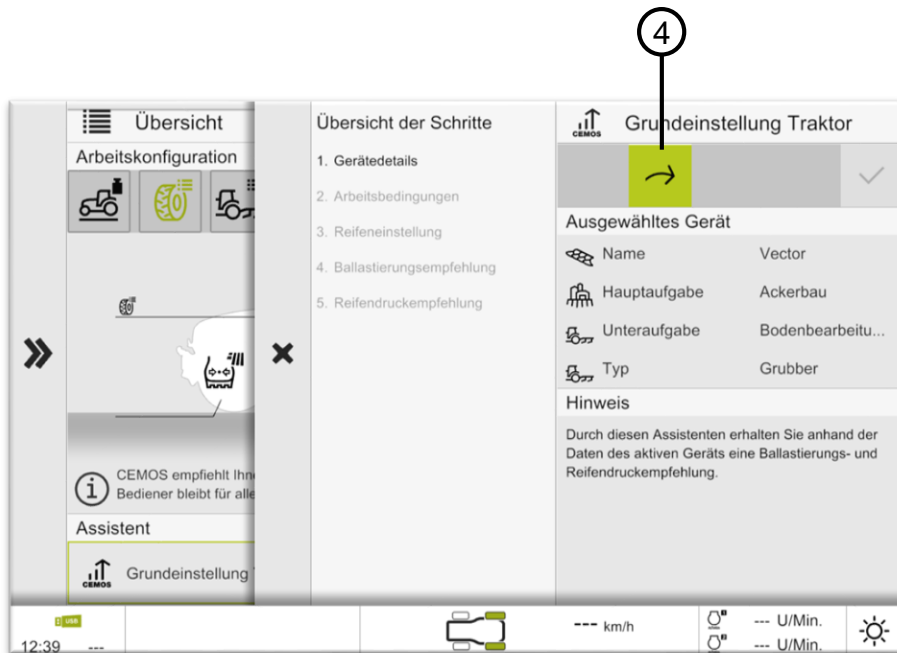 4
Übersicht
Arbeitskonfiguration
CEMOS empfiehlt Ihne
Bediener bleibt für alle
Assistent
CEMOS
Grundeinstellung
Übersicht der Schritte
1. Gerätedetails
2. Arbeitsbedingungen
3. Reifeneinstellung
4. Ballastierungsempfehlung
5. Reifendruckempfehlung
CEMOS
Grundeinstellung Traktor
Ausgewähltes Gerät
Name Vector
Hauptaufgabe Ackerbau
Unteraufgabe Bodenbearbeitu...
Typ Grubber
Hinweis
Durch diesen Assistenten erhalten Sie anhand der
Daten des aktiven Geräts eine Ballastierungs- und
Reifendruckempfehlung.
USB
12:39 ---
--- km/h
--- U/Min.
--- U/Min.